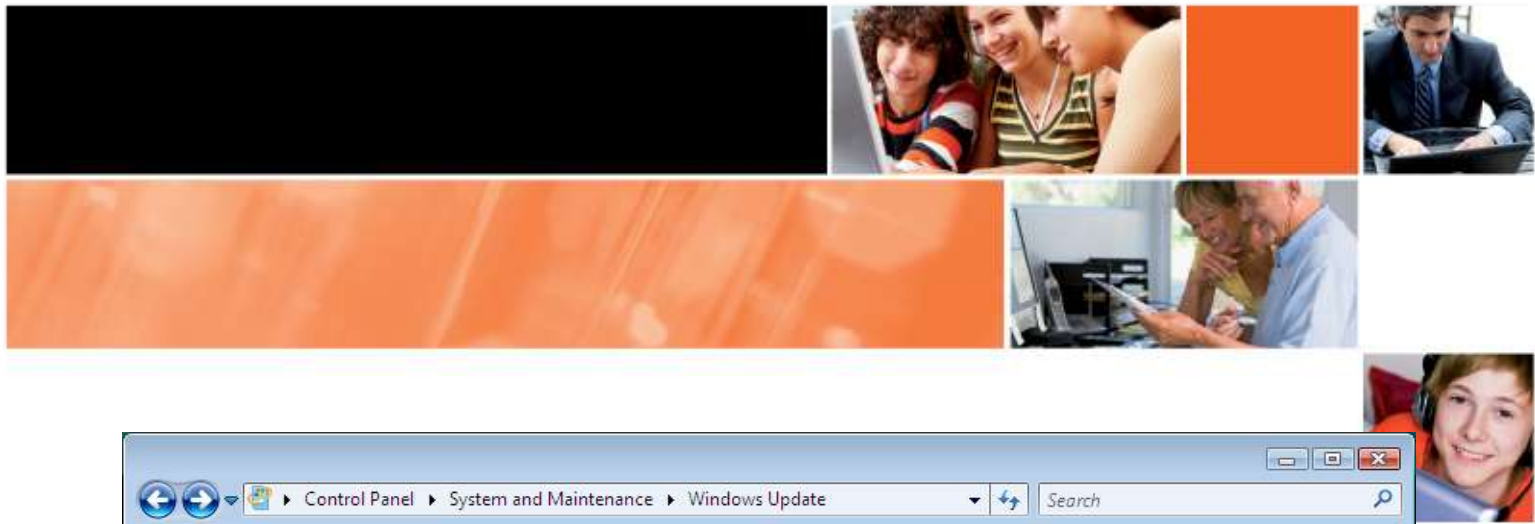 Control Panel ▸ System and Maintenance ▸ Windows Update
Search